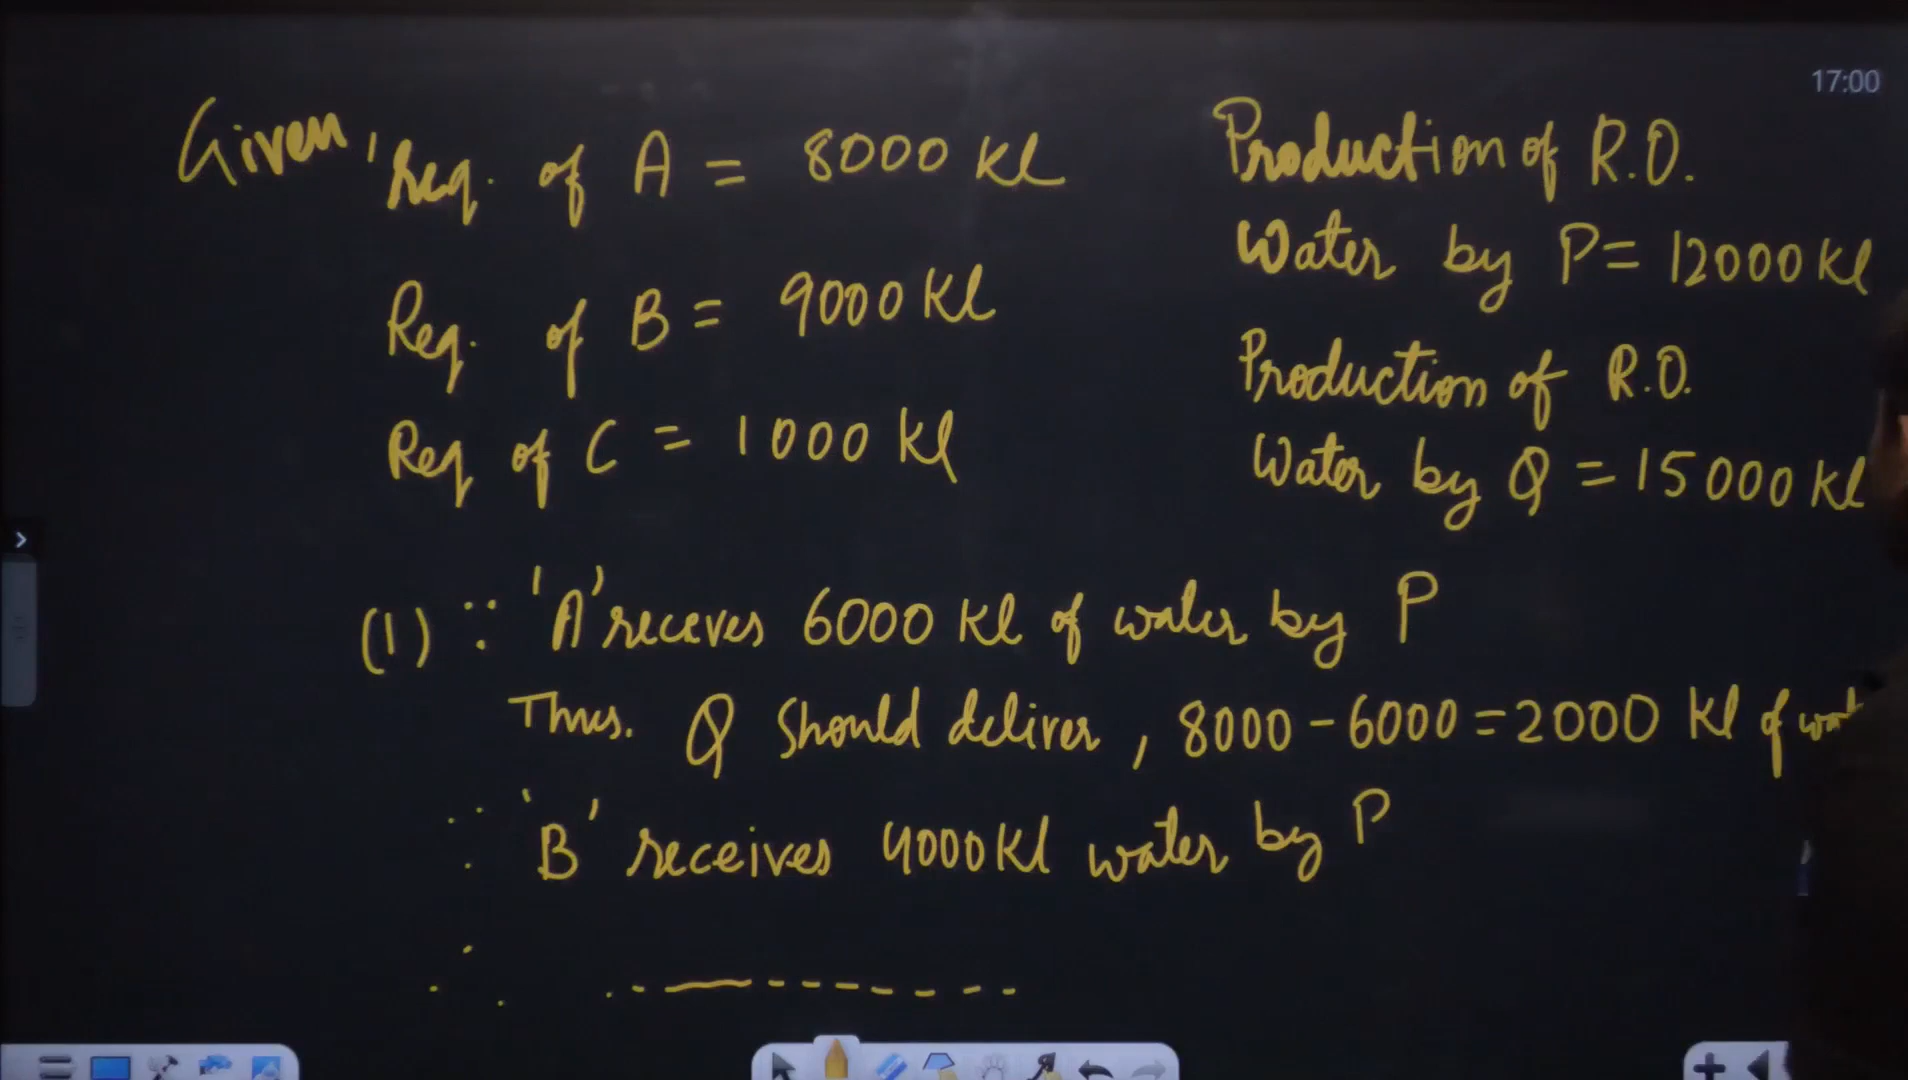 17:00
Given, Req. of A = 8000 Kl
Req. of B = 9000 Kl
Req of C = 1000 Kl
Production of R.O.
Water by P = 12000 Kl
Production of R.O.
Water by Q = 15000 Kl
(1) ∵ 'A' receves 6000 Kl of water by P
Thus. Q Should deliver, 8000 - 6000 = 2000 Kl of
∵ 'B' receives 4000 Kl water by P
∴